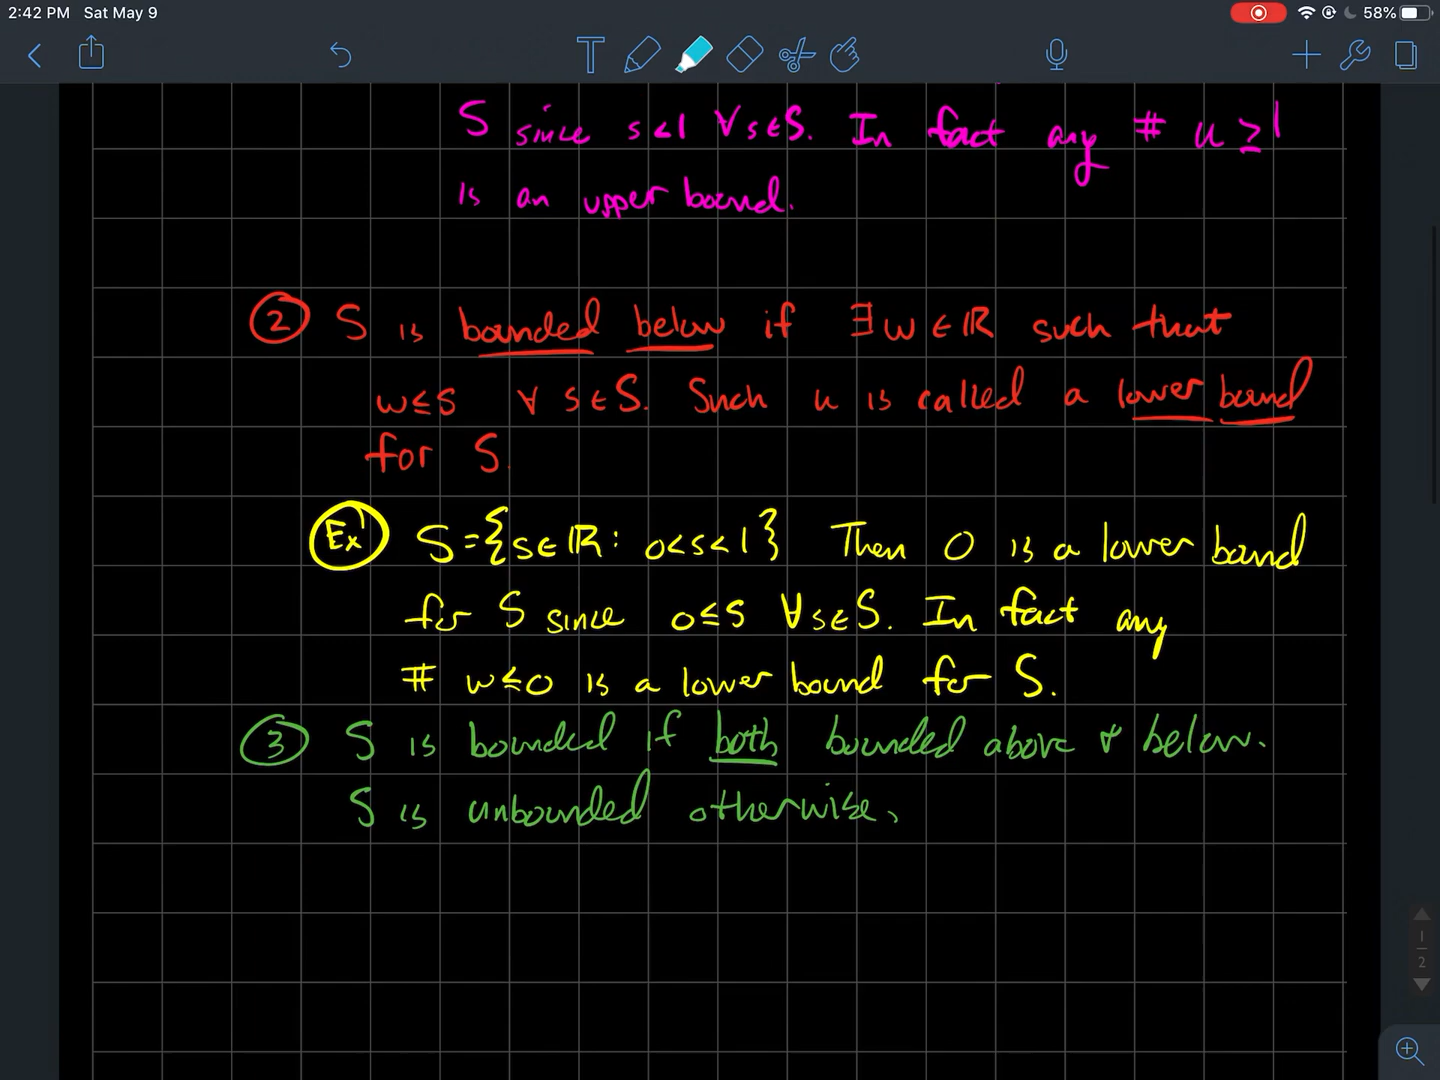 2:42 PM Sat May 9
58%
S since s<1 ∀s∈S. In fact any # u ≥1
is an upper bound.
② S is bounded below if ∃w∈ℝ such that
w≤s ∀ s∈S. Such u is called a lower bound
for S.
Ex S={s∈ℝ: 0<s<1} Then 0 is a lower bound
for S since 0≤s ∀s∈S. In fact any
# w≤0 is a lower bound for S.
③ S is bounded if both bounded above & below.
S is unbounded otherwise.
1
2